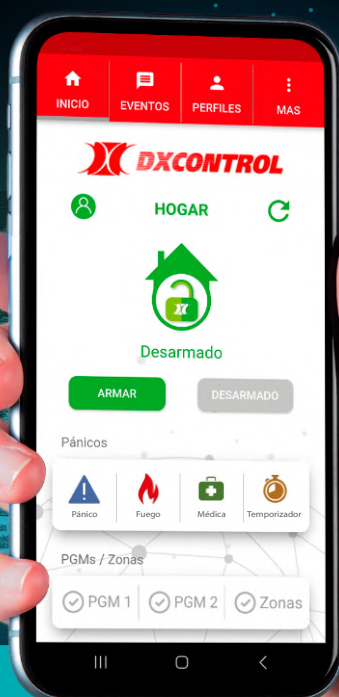 INICIO EVENTOS PERFILES MAS
DXCONTROL
HOGAR
Desarmado
ARMAR DESARMADO
Pánicos
Pánico Fuego Médica Temporizador
PGMs / Zonas
PGM 1 PGM 2 Zonas